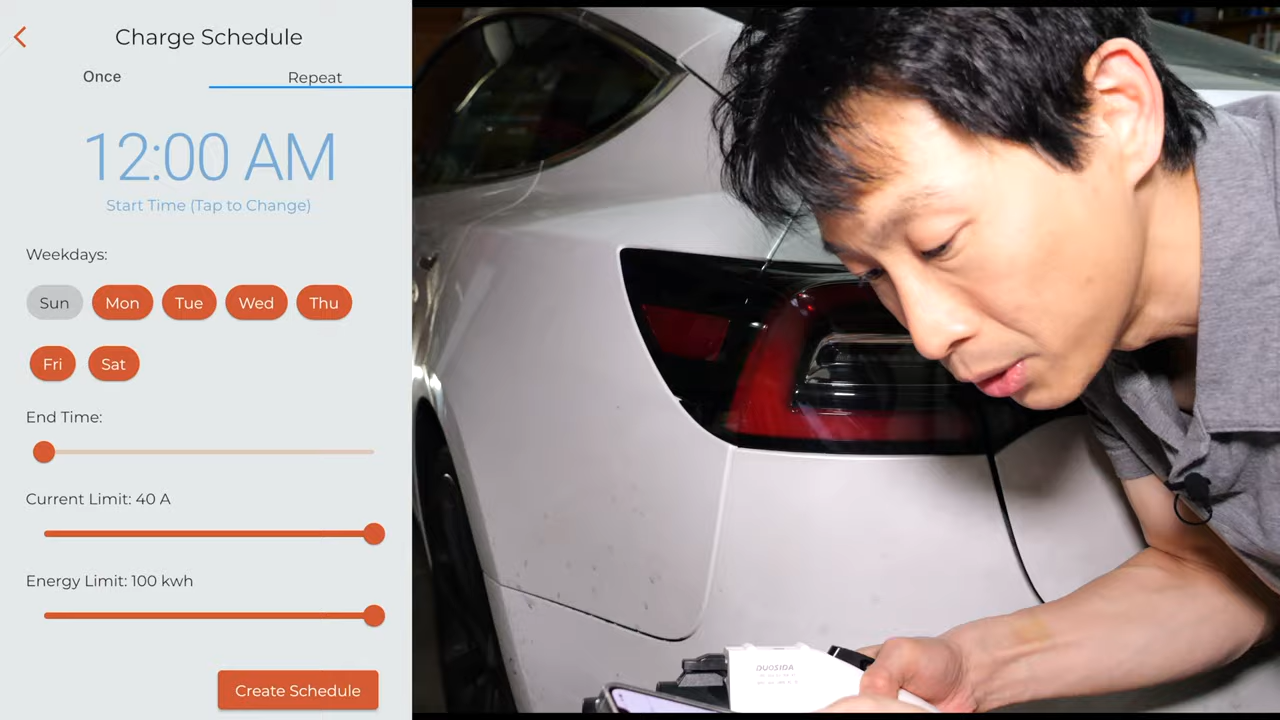 Charge Schedule
Once
Repeat
12:00 AM
Start Time (Tap to Change)
Weekdays:
Sun Mon Tue Wed Thu
Fri Sat
End Time:
Current Limit: 40 A
Energy Limit: 100 kwh
Create Schedule
DUOSIDA